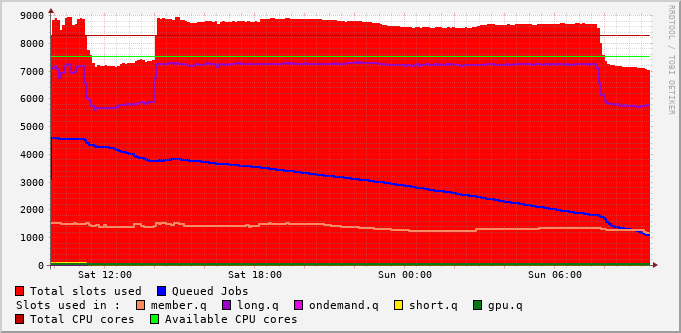 9000
8000
7000
6000
5000
4000
3000
2000
1000
0
Sat 12:00 Sat 18:00 Sun 00:00 Sun 06:00
RRDTOOL / TOBI OETIKER
Total slots used Queued Jobs
Slots used in : member.q long.q ondemand.q short.q gpu.q
Total CPU cores Available CPU cores